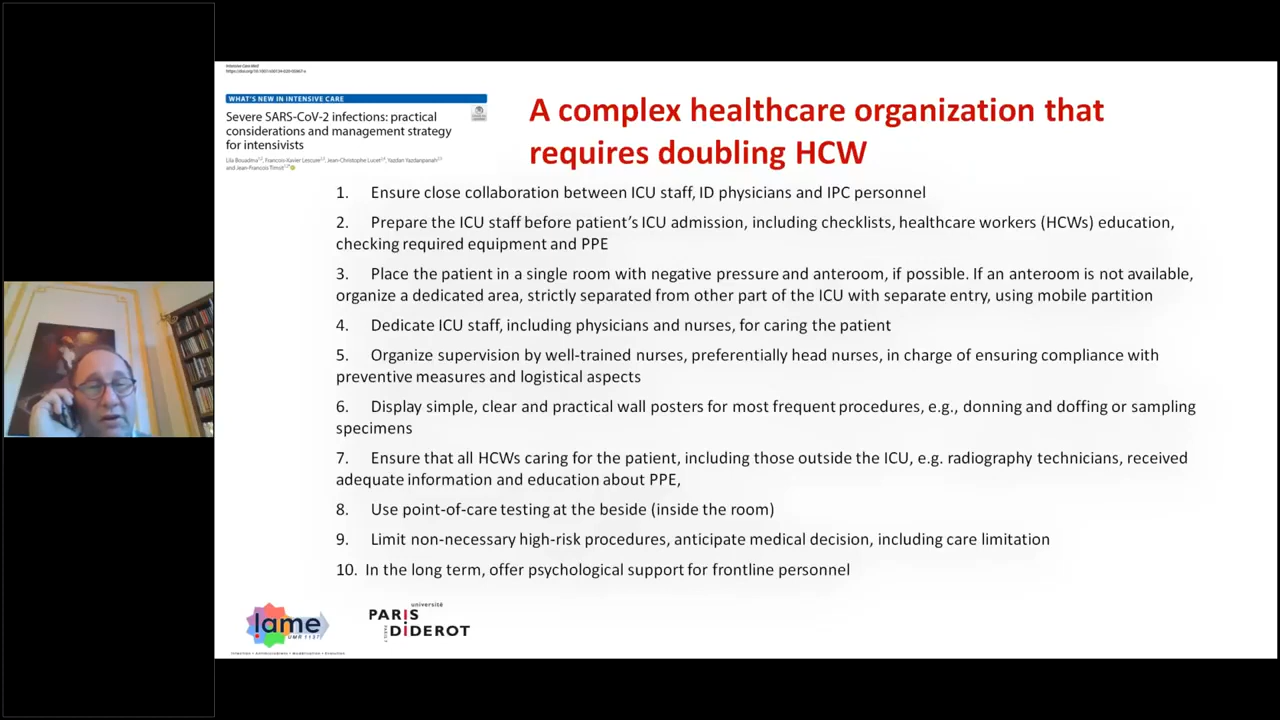 Intensive Care Med
WHAT'S NEW IN INTENSIVE CARE
Severe SARS-CoV-2 infections: practical
considerations and management strategy
for intensivists
Lila Bouadma, Francois-Xavier Lescure, Jean-Christophe Lucet, Yazdan Yazdanpanah
and Jean-Francois Timsit
A complex healthcare organization that
requires doubling HCW
1. Ensure close collaboration between ICU staff, ID physicians and IPC personnel
2. Prepare the ICU staff before patient's ICU admission, including checklists, healthcare workers (HCWs) education,
checking required equipment and PPE
3. Place the patient in a single room with negative pressure and anteroom, if possible. If an anteroom is not available,
organize a dedicated area, strictly separated from other part of the ICU with separate entry, using mobile partition
4. Dedicate ICU staff, including physicians and nurses, for caring the patient
5. Organize supervision by well-trained nurses, preferentially head nurses, in charge of ensuring compliance with
preventive measures and logistical aspects
6. Display simple, clear and practical wall posters for most frequent procedures, e.g., donning and doffing or sampling
specimens
7. Ensure that all HCWs caring for the patient, including those outside the ICU, e.g. radiography technicians, received
adequate information and education about PPE,
8. Use point-of-care testing at the beside (inside the room)
9. Limit non-necessary high-risk procedures, anticipate medical decision, including care limitation
10. In the long term, offer psychological support for frontline personnel
iame
UMR 1137
université
PARIS
DIDEROT